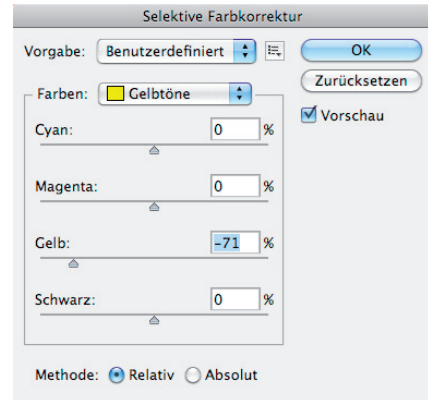 Selektive Farbkorrektur
Vorgabe: Benutzerdefiniert OK
Farben: Gelbtöne Zurücksetzen
Vorschau
Cyan: 0 %
Magenta: 0 %
Gelb: -71 %
Schwarz: 0 %
Methode: Relativ Absolut